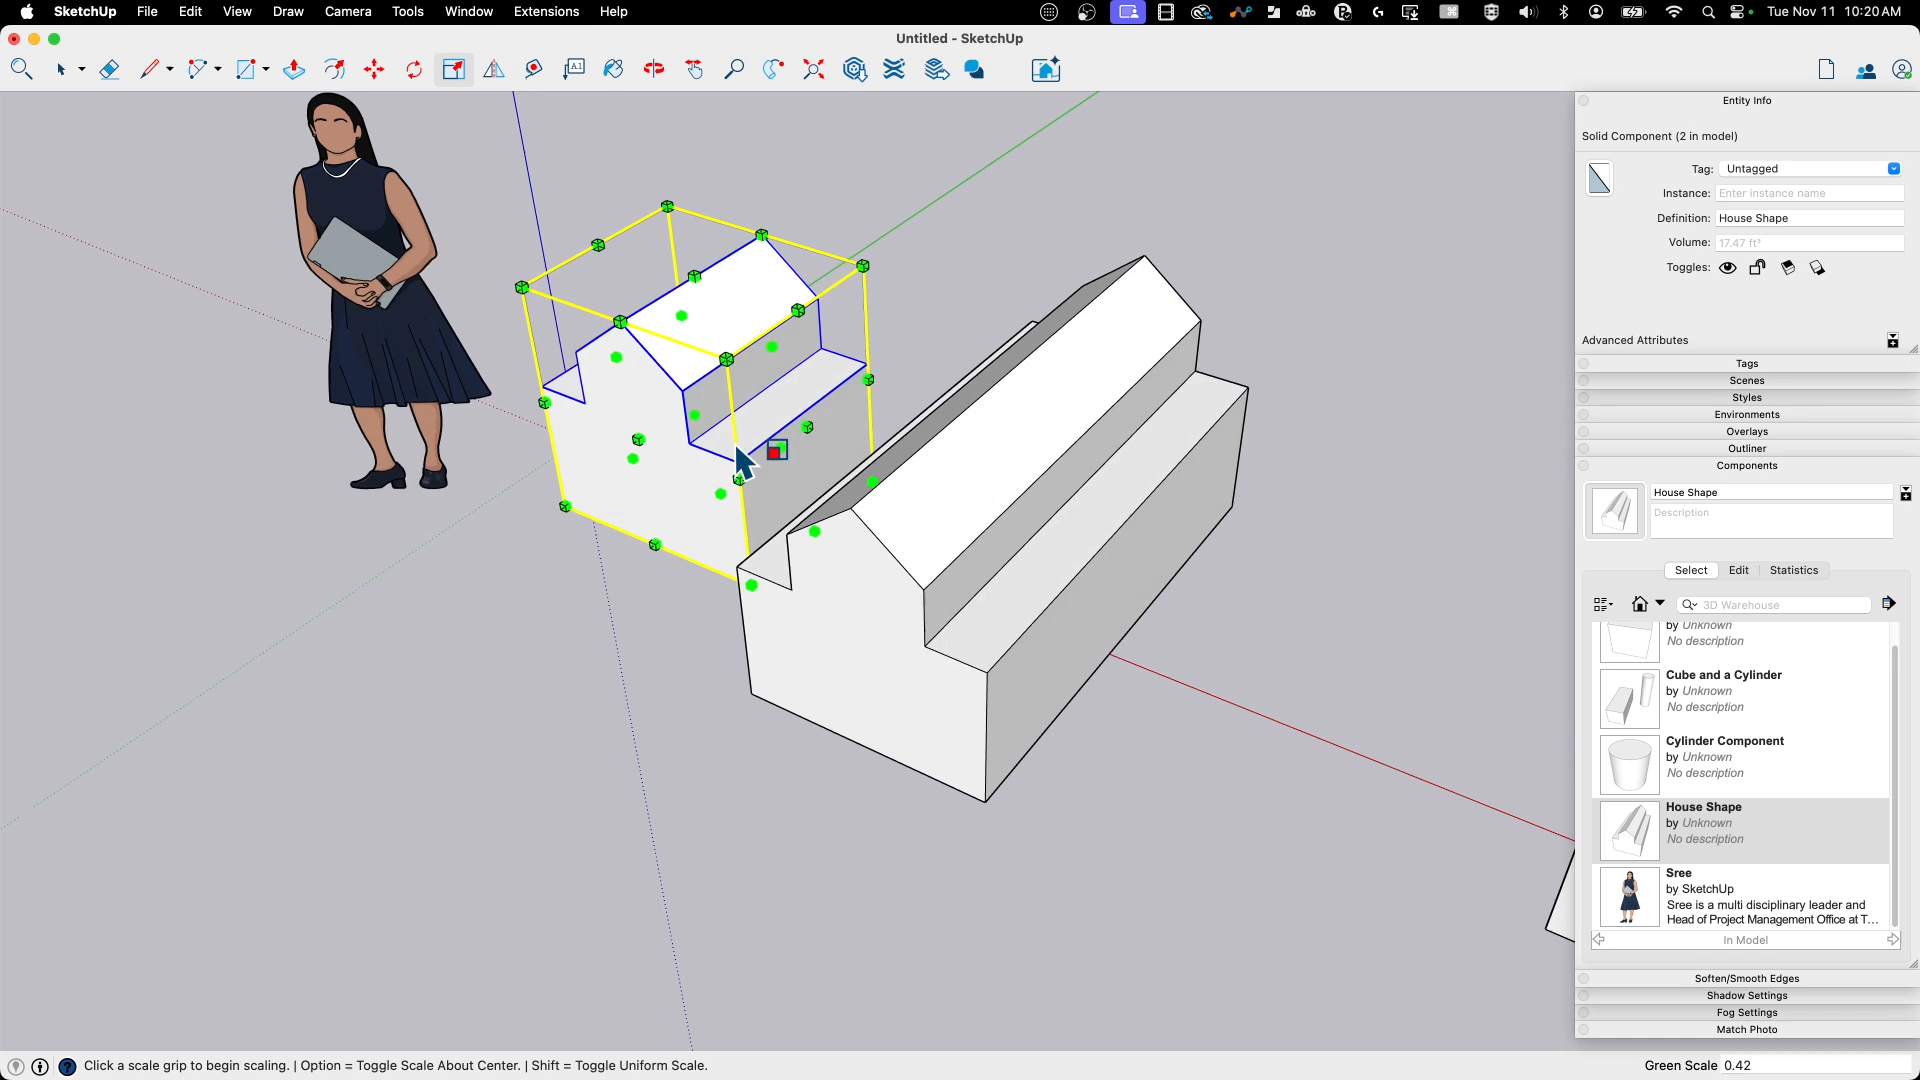 SketchUp File Edit View Draw Camera Tools Window Extensions Help Tue Nov 11 10:20 AM
Untitled - SketchUp
A1
Entity Info
Solid Component (2 in model)
Tag: Untagged
Instance: Enter instance name
Definition: House Shape
Volume: 17.47 ft³
Toggles:
Advanced Attributes
Tags
Scenes
Styles
Environments
Overlays
Outliner
Components
House Shape
Description
Select Edit Statistics
3D Warehouse
by Unknown
No description
Cube and a Cylinder
by Unknown
No description
Cylinder Component
by Unknown
No description
House Shape
by Unknown
No description
Sree
by SketchUp
Sree is a multi disciplinary leader and
Head of Project Management Office at T...
In Model
Soften/Smooth Edges
Shadow Settings
Fog Settings
Match Photo
Click a scale grip to begin scaling. | Option = Toggle Scale About Center. | Shift = Toggle Uniform Scale. Green Scale 0.42